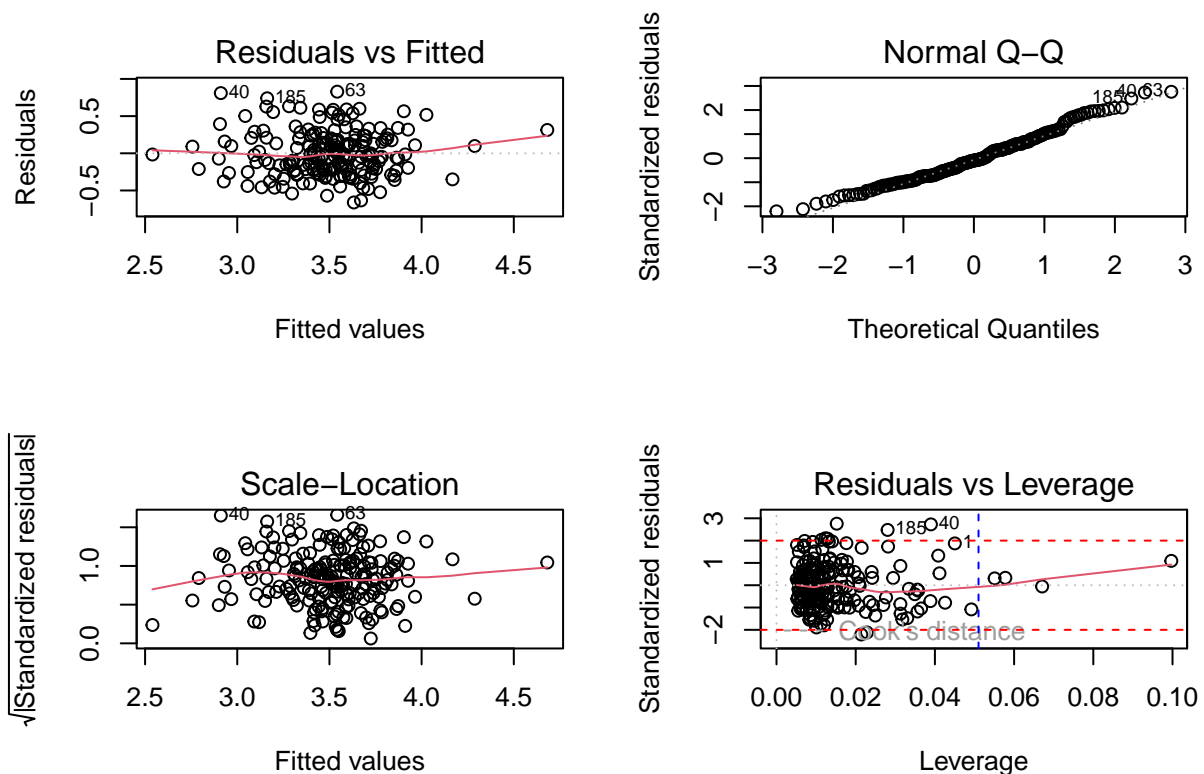 Residuals vs Fitted
Residuals
0.5
−0.5
40
185
63
2.5 3.0 3.5 4.0 4.5
Fitted values
Normal Q−Q
Standardized residuals
2
0
−2
185
40
63
−3 −2 −1 0 1 2 3
Theoretical Quantiles
Scale−Location
√|Standardized residuals|
1.0
0.0
40
185
63
2.5 3.0 3.5 4.0 4.5
Fitted values
Residuals vs Leverage
Standardized residuals
3
1
−2
185
40
1
Cook's distance
0.00 0.02 0.04 0.06 0.08 0.10
Leverage